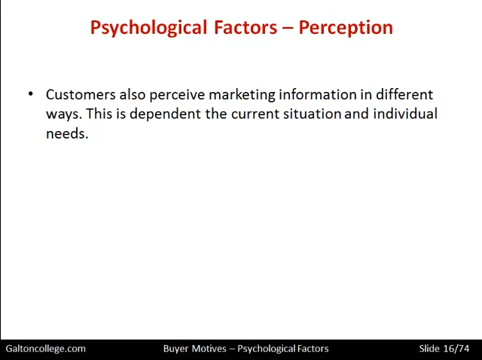 Psychological Factors – Perception
• Customers also perceive marketing information in different
ways. This is dependent the current situation and individual
needs.
Galtoncollege.com Buyer Motives – Psychological Factors Slide 16/74